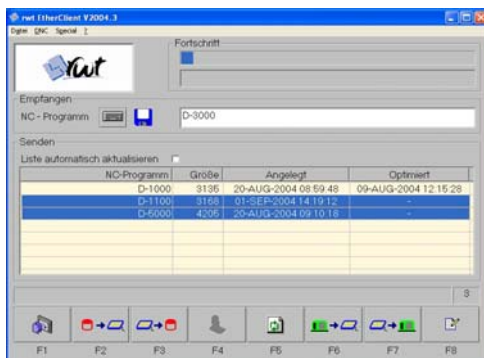 rwt EtherClient V2004.3
Datei DNC Special ?
Fortschritt
rwt
Empfangen
NC - Programm D-3000
Senden
Liste automatisch aktualisieren
NC-Programm Größe Angelegt Optimiert
D-1000 3135 20-AUG-2004 08:59:48 09-AUG-2004 12:15:28
D-1100 3168 01-SEP-2004 14:19:12 -
D-5000 4205 20-AUG-2004 09:10:18 -
3
F1 F2 F3 F4 F5 F6 F7 F8